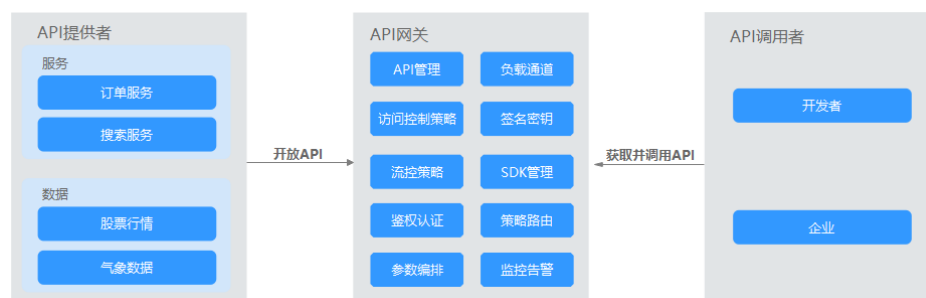 API提供者
服务
订单服务
搜索服务
数据
股票行情
气象数据
开放API
API网关
API管理
负载通道
访问控制策略
签名密钥
流控策略
SDK管理
鉴权认证
策略路由
参数编排
监控告警
获取并调用API
API调用者
开发者
企业